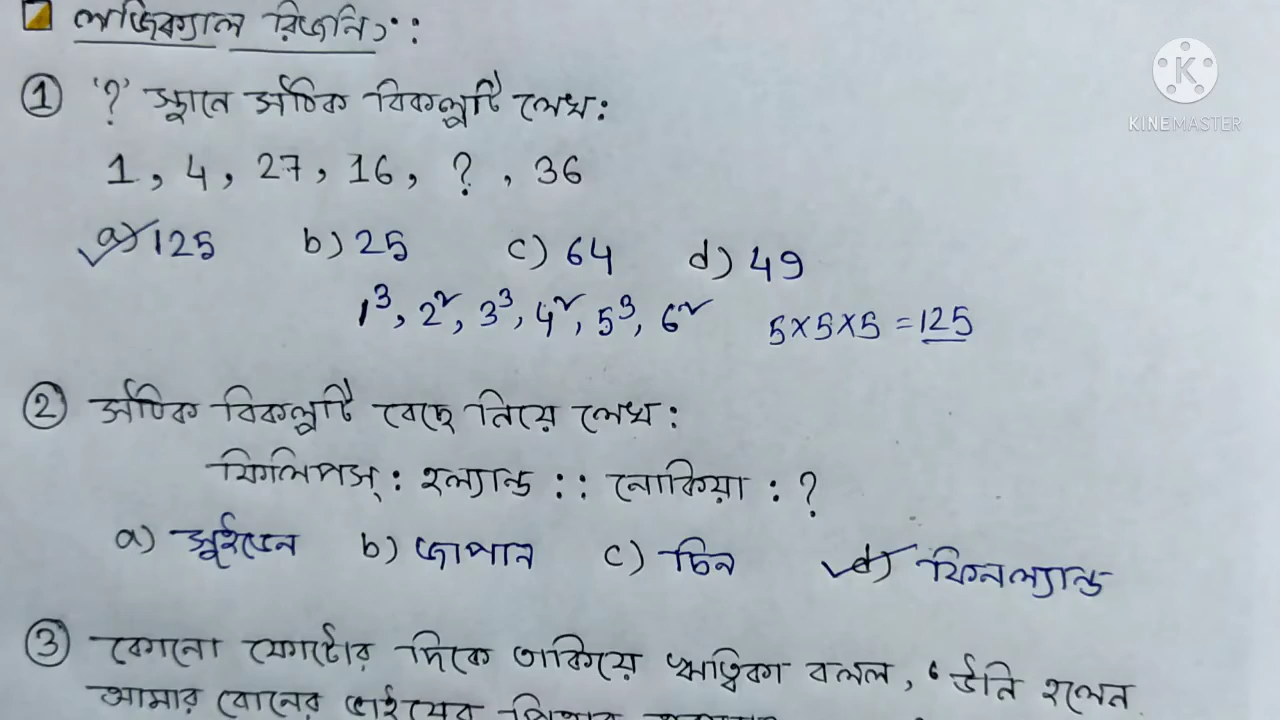 লজিক্যাল রিজনিং::
① '?' স্থানে সঠিক বিকল্পটি লেখ:
1, 4, 27, 16, ?, 36
a) 125 b) 25 c) 64 d) 49
1³, 2², 3³, 4², 5³, 6² 5×5×5 = 125
② সঠিক বিকল্পটি বেছে নিয়ে লেখ:
ফিলিপস্ : হল্যান্ড :: নোকিয়া : ?
a) সুইডেন b) জাপান c) চিন d) ফিনল্যান্ড
③ কোনো ফোটোর দিকে তাকিয়ে ঋত্বিকা বলল, 'উনি হলেন
আমার বোনের ভাইয়ের পিতার
KINEMASTER